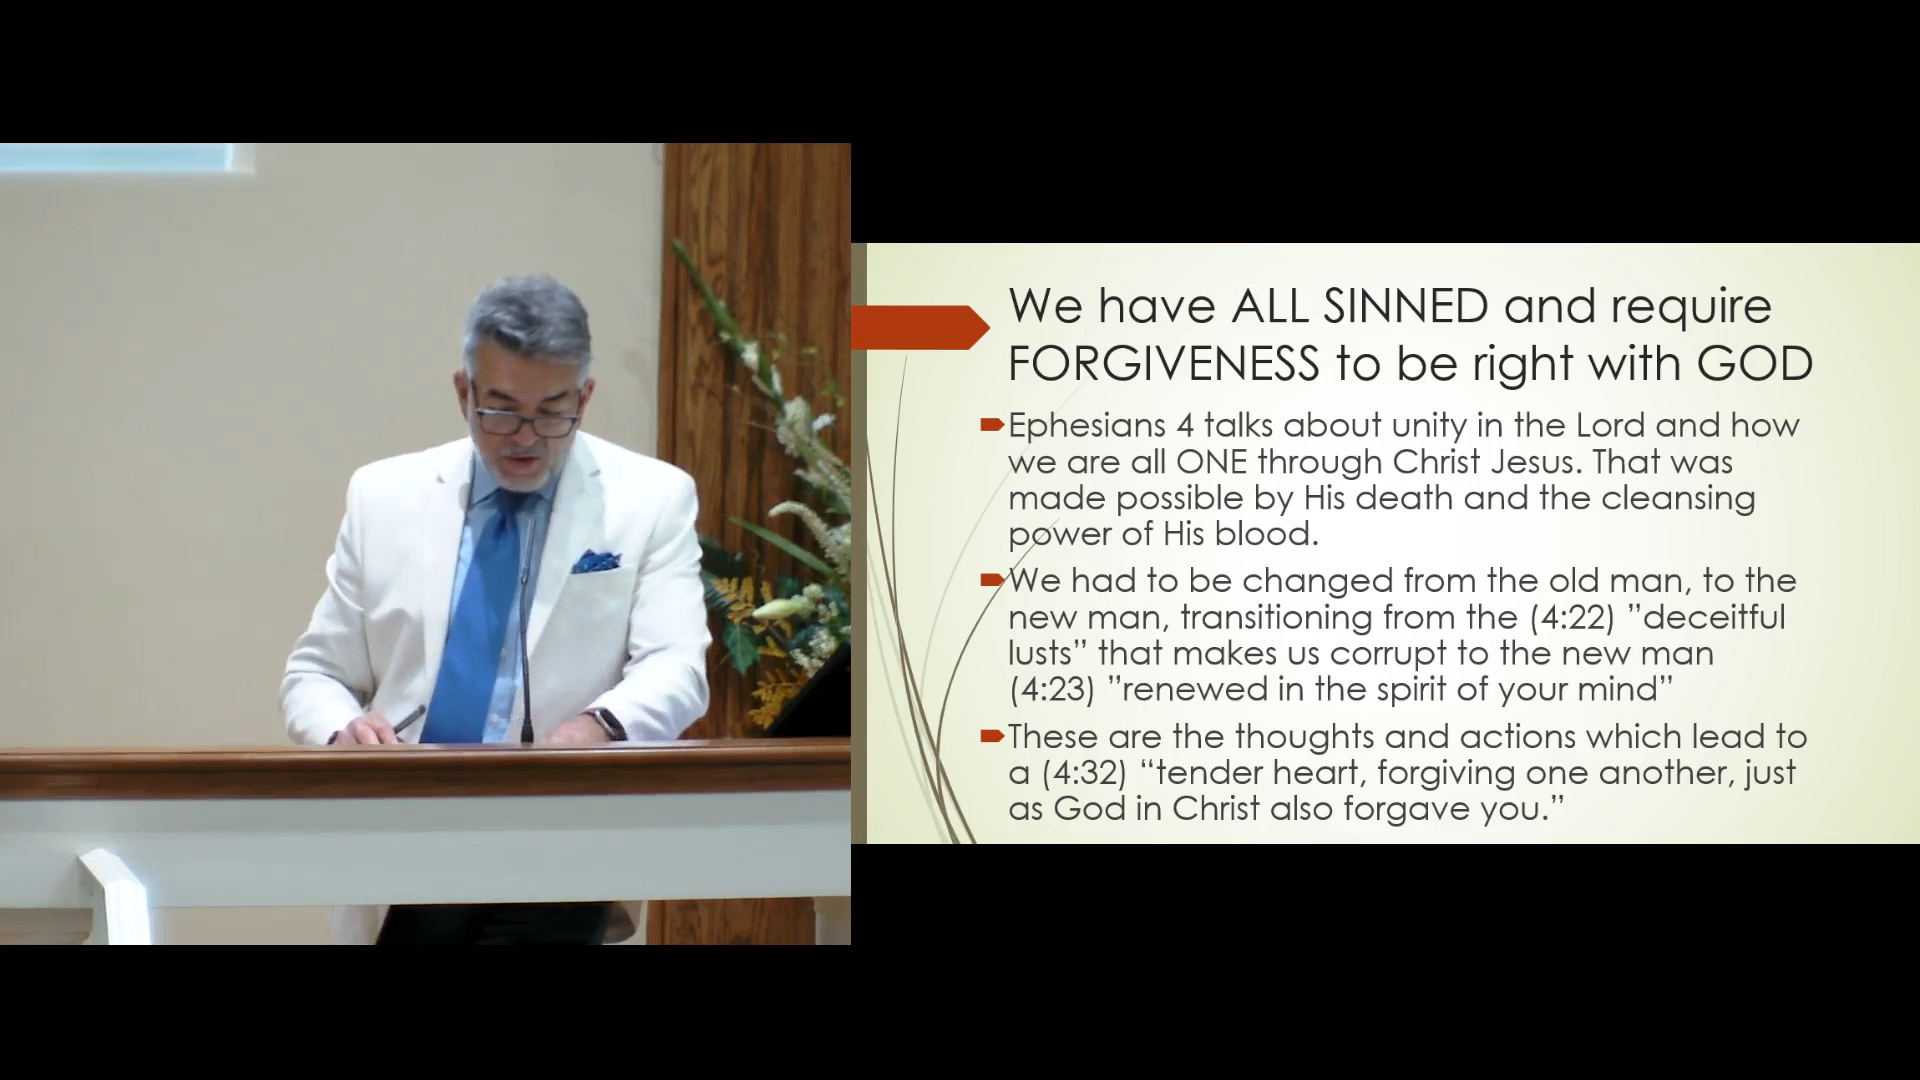 We have ALL SINNED and require
FORGIVENESS to be right with GOD
Ephesians 4 talks about unity in the Lord and how
we are all ONE through Christ Jesus. That was
made possible by His death and the cleansing
power of His blood.
We had to be changed from the old man, to the
new man, transitioning from the (4:22) ”deceitful
lusts” that makes us corrupt to the new man
(4:23) ”renewed in the spirit of your mind”
These are the thoughts and actions which lead to
a (4:32) “tender heart, forgiving one another, just
as God in Christ also forgave you.”